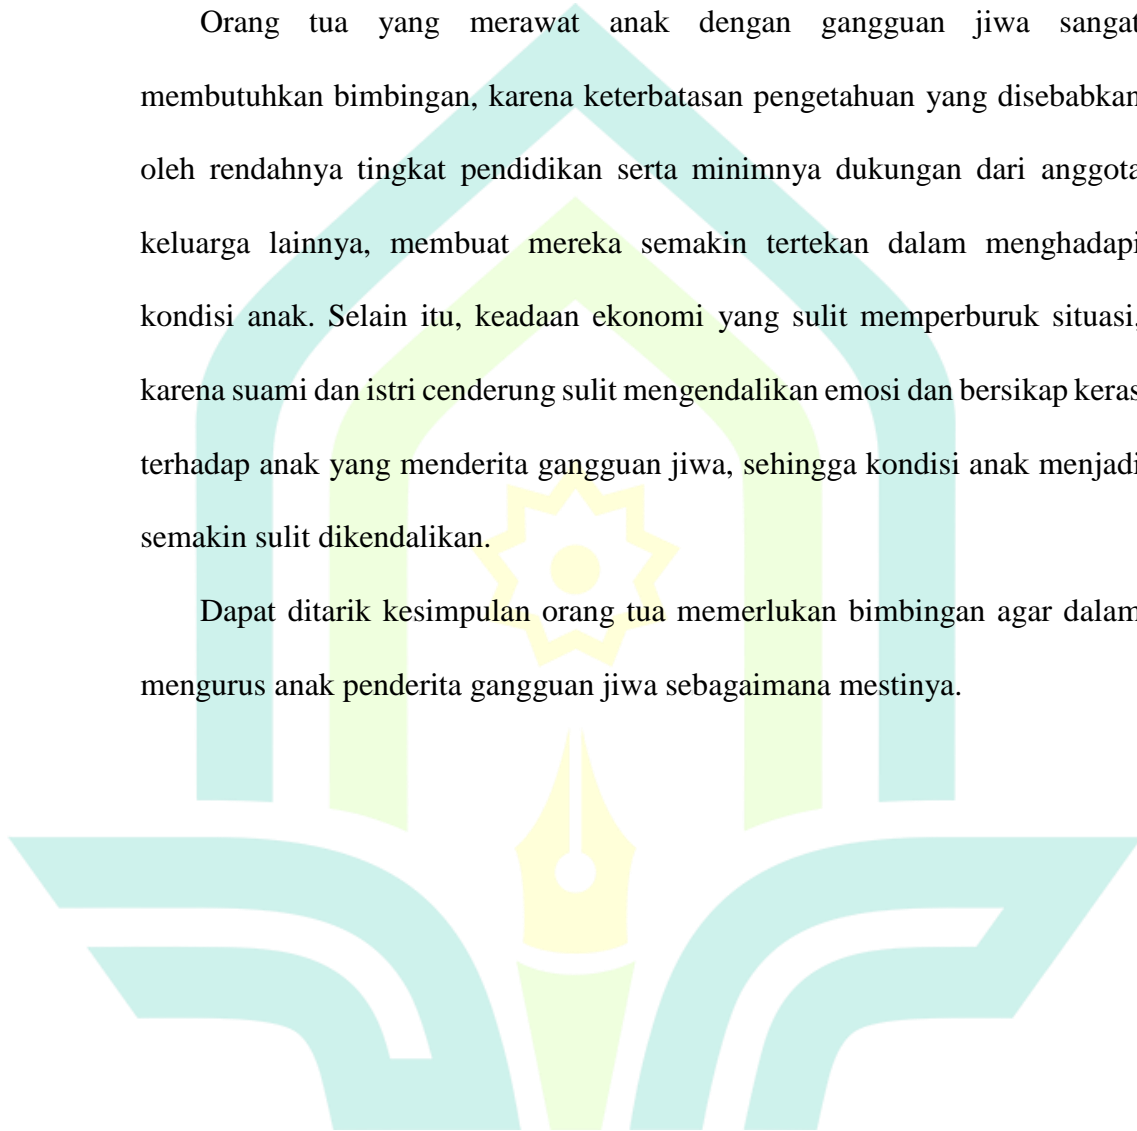 Orang tua yang merawat anak dengan gangguan jiwa sangat
membutuhkan bimbingan, karena keterbatasan pengetahuan yang disebabkan
oleh rendahnya tingkat pendidikan serta minimnya dukungan dari anggota
keluarga lainnya, membuat mereka semakin tertekan dalam menghadapi
kondisi anak. Selain itu, keadaan ekonomi yang sulit memperburuk situasi,
karena suami dan istri cenderung sulit mengendalikan emosi dan bersikap keras
terhadap anak yang menderita gangguan jiwa, sehingga kondisi anak menjadi
semakin sulit dikendalikan.
Dapat ditarik kesimpulan orang tua memerlukan bimbingan agar dalam
mengurus anak penderita gangguan jiwa sebagaimana mestinya.